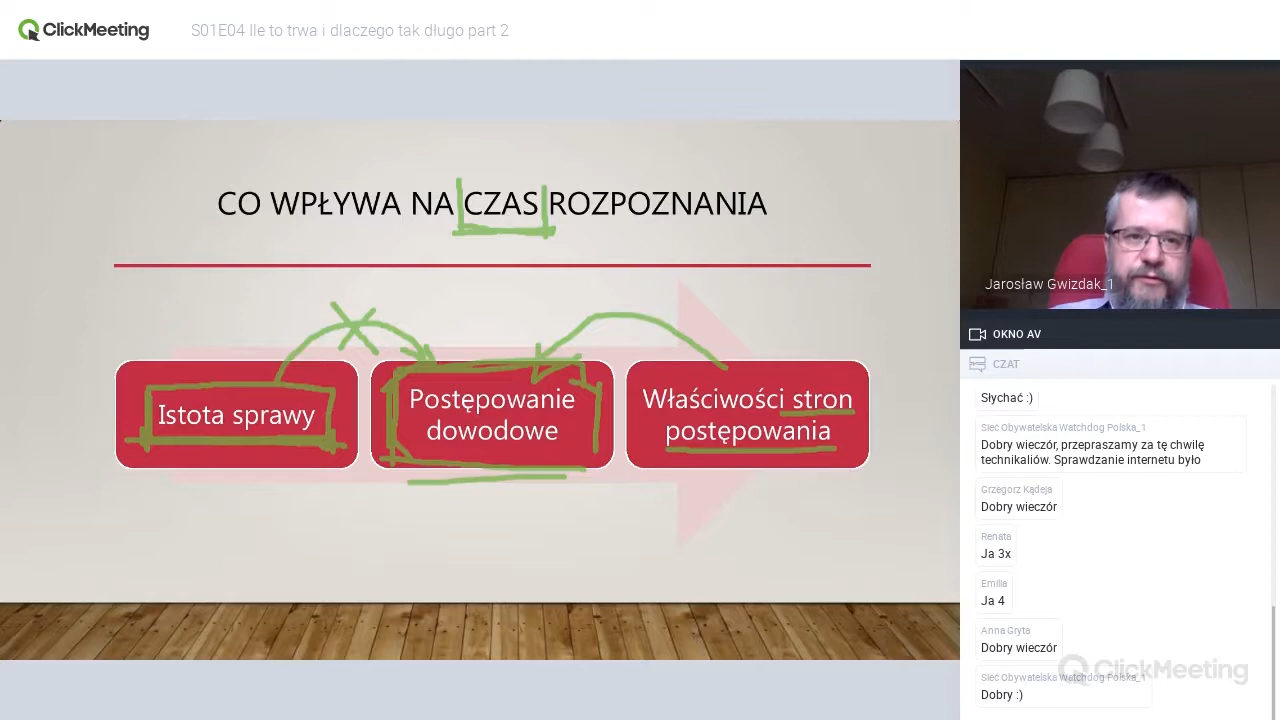 ClickMeeting
S01E04 Ile to trwa i dlaczego tak długo part 2
CO WPŁYWA NA CZAS ROZPOZNANIA
Istota sprawy
Postępowanie
dowodowe
Właściwości stron
postępowania
Jarosław Gwizdak_1
OKNO AV
CZAT
Słychać :)
Sieć Obywatelska Watchdog Polska_1
Dobry wieczór, przepraszamy za tę chwilę
technikaliów. Sprawdzanie internetu było
Grzegorz Kądeja
Dobry wieczór
Renata
Ja 3x
Emilia
Ja 4
Anna Gryta
Dobry wieczór
Sieć Obywatelska Watchdog Polska_1
Dobry :)
ClickMeeting